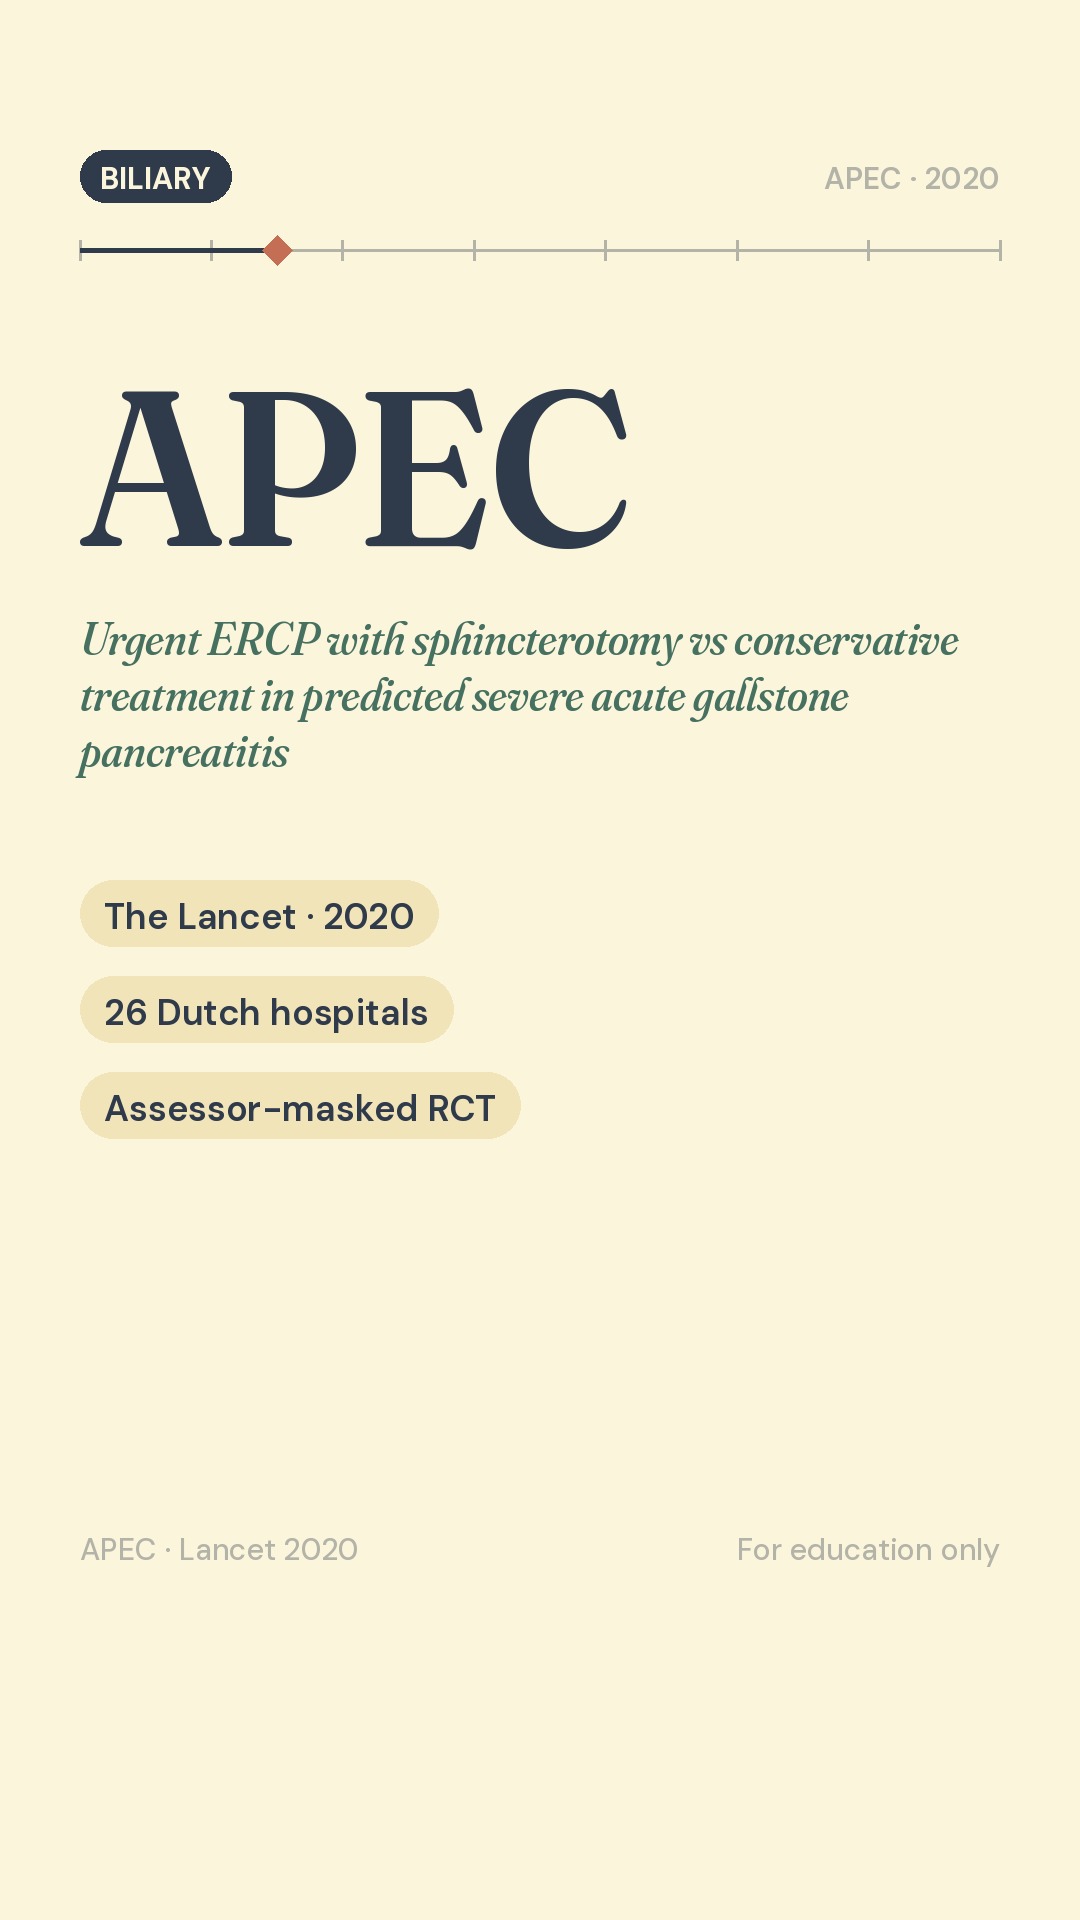 BILIARY
APEC · 2020
APEC
Urgent ERCP with sphincterotomy vs conservative
treatment in predicted severe acute gallstone
pancreatitis
The Lancet · 2020
26 Dutch hospitals
Assessor-masked RCT
APEC · Lancet 2020
For education only